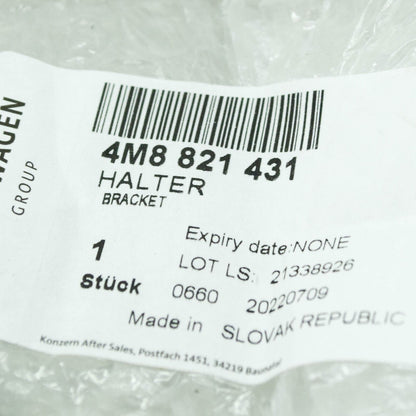 4M8 821 431
HALTER
BRACKET
WAGEN
GROUP
1
Stück
Expiry date:NONE
LOT LS: 21338926
0660 20220709
Made in SLOVAK REPUBLIC
Konzern After Sales, Postfach 1451, 34219 Baunatal